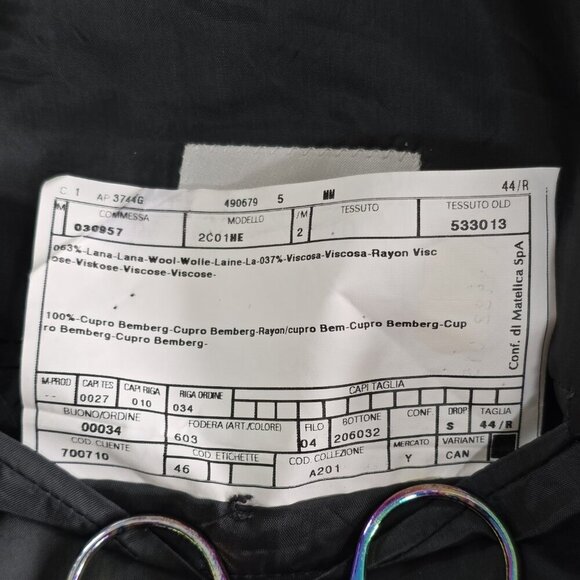 C 1 AP 3744G 490679 5 MM 44/R
M COMMESSA MODELLO /M TESSUTO TESSUTO OLD
030957 2C01HE 2 533013
063%-Lana-Lana-Wool-Wolle-Laine-La-037%-Viscosa-Viscosa-Rayon Visc
ose-Viskose-Viscose-Viscose-
100%-Cupro Bemberg-Cupro Bemberg-Rayon/cupro Bem-Cupro Bemberg-Cup
ro Bemberg-Cupro Bemberg-
Conf. di Matelica SpA
M-PROD CAPI TES CAPI RIGA RIGA ORDINE CAPI TAGLIA
-- 0027 010 034
BUONO/ORDINE FODERA (ART./COLORE) FILO BOTTONE CONF. DROP TAGLIA
00034 603 04 206032 S 44/R
COD. CLIENTE COD. ETICHETTE COD. COLLEZIONE MERCATO VARIANTE
700710 46 A201 Y CAN